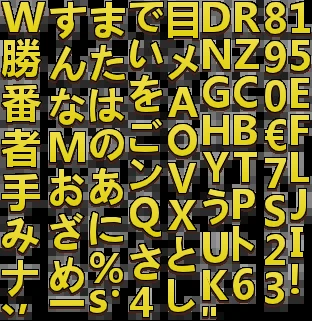 Wすまで目DR81
勝んたいメNZ95
番なはをAGC0E
者MのごOHB€F
手おあンVYT7L
みざにQXうPSJ
ナめ%さとUト2I
ーs.4しK63!
"